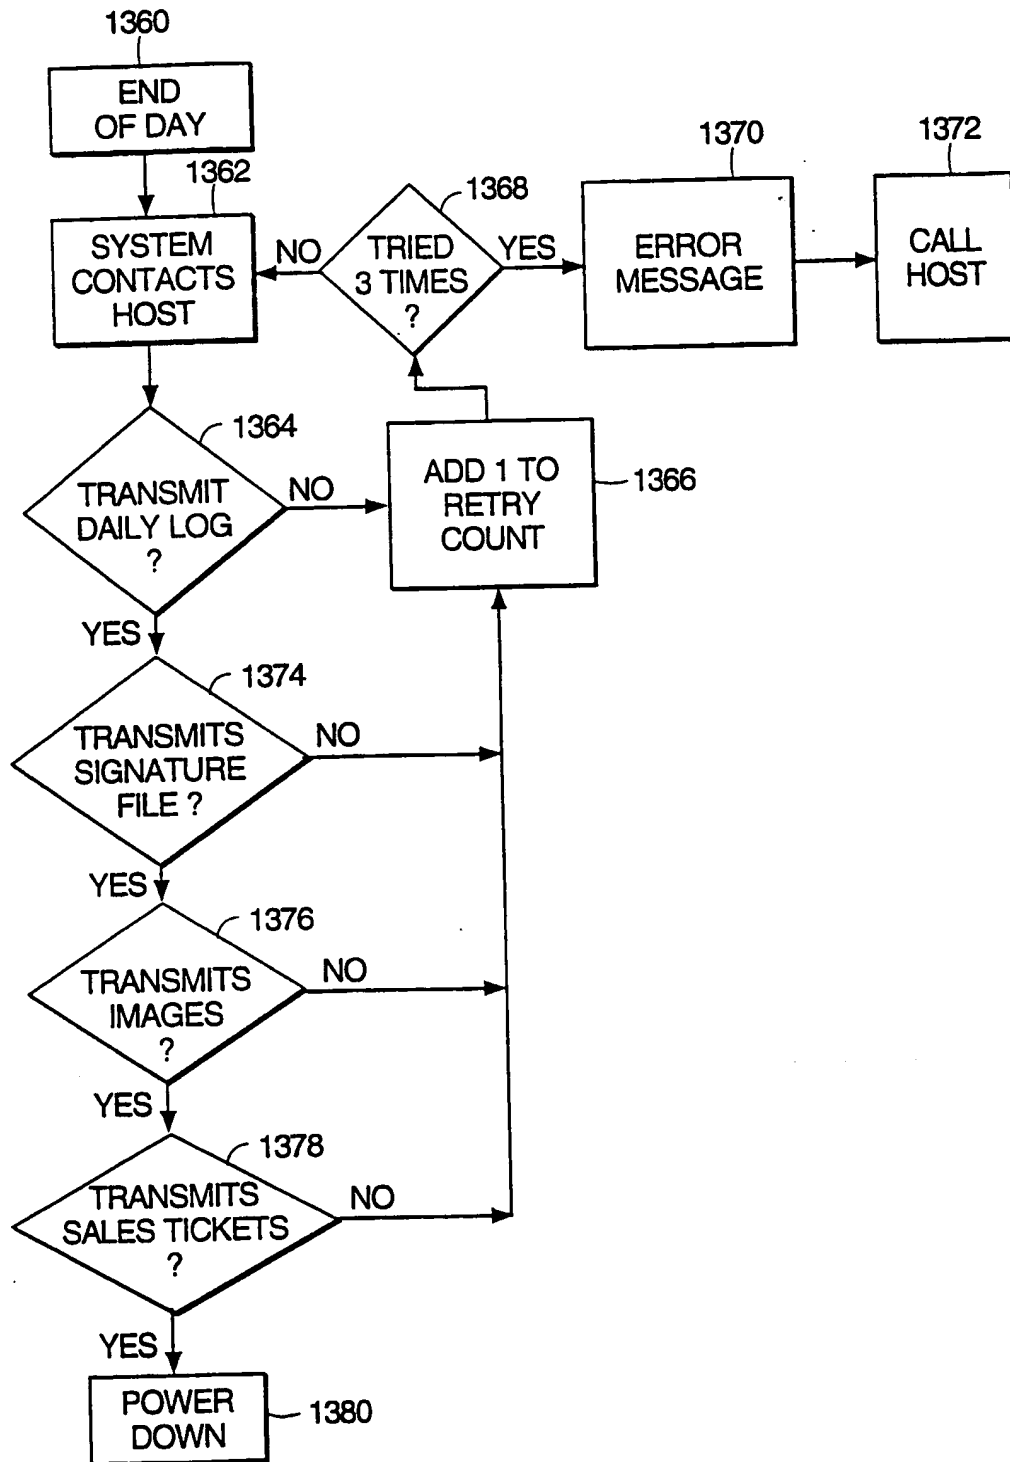 1360
END
OF DAY
1362
SYSTEM
CONTACTS
HOST
NO
1368
TRIED
3 TIMES
?
YES
1370
ERROR
MESSAGE
1372
CALL
HOST
1364
TRANSMIT
DAILY LOG
?
NO
ADD 1 TO
RETRY
COUNT
1366
YES
1374
TRANSMITS
SIGNATURE
FILE ?
NO
YES
1376
TRANSMITS
IMAGES
?
NO
YES
1378
TRANSMITS
SALES TICKETS
?
NO
YES
POWER
DOWN
1380